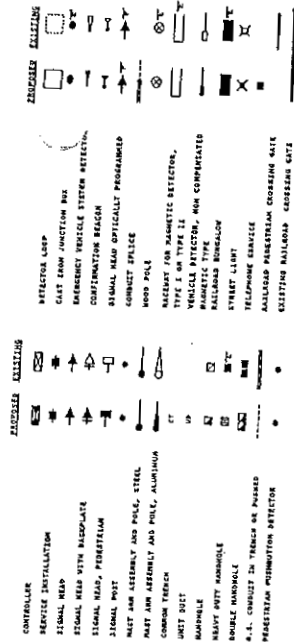 PROPOSED EXISTING
CONTROLLER
SERVICE INSTALLATION
SIGNAL HEAD
SIGNAL HEAD WITH BACKPLATE
SIGNAL HEAD, PEDESTRIAN
SIGNAL POST
MAST ARM ASSEMBLY AND POLE, STEEL
MAST ARM ASSEMBLY AND POLE, ALUMINUM
COMMON TRENCH CT
UNIT DUCT
HANDHOLE
HEAVY DUTY HANDHOLE
DOUBLE HANDHOLE
G.S. CONDUIT IN TRENCH OR PUSHED
PEDESTRIAN PUSHBUTTON DETECTOR
PROPOSED EXISTING
DETECTOR LOOP
CAST IRON JUNCTION BOX
EMERGENCY VEHICLE SYSTEM DETECTOR
CONFIRMATION BEACON
SIGNAL HEAD OPTICALLY PROGRAMMED
CONDUIT SPLICE
WOOD POLE
RACEWAY FOR MAGNETIC DETECTOR,
TYPE I OR TYPE II
VEHICLE DETECTOR, NON COMPENSATED
MAGNETIC TYPE
RAILROAD BUNGALOW
STREET LIGHT
TELEPHONE SERVICE
RAILROAD PEDESTRIAN CROSSING GATE
EXISTING RAILROAD CROSSING GATE